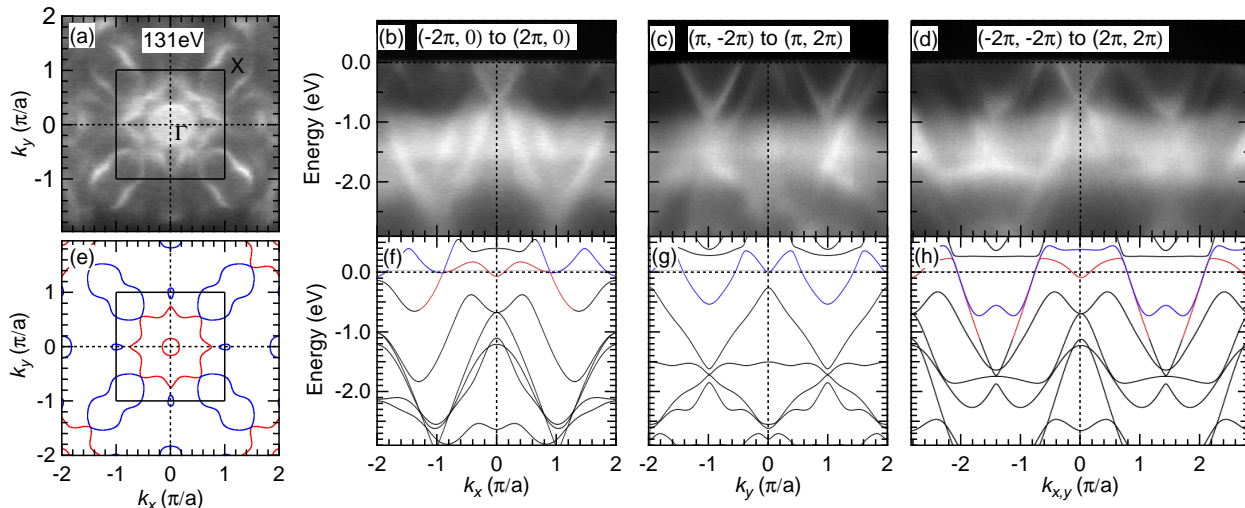 (a) 131eV
X
Γ
2
1
0
-1
-2
k_y (π/a)
(b) (-2π, 0) to (2π, 0)
0.0
-1.0
-2.0
Energy (eV)
(c) (π, -2π) to (π, 2π)
(d) (-2π, -2π) to (2π, 2π)
(e)
2
1
0
-1
-2
k_y (π/a)
-2 -1 0 1 2
k_x (π/a)
(f)
0.0
-1.0
-2.0
Energy (eV)
-2 -1 0 1 2
k_x (π/a)
(g)
-2 -1 0 1 2
k_y (π/a)
(h)
-2 -1 0 1 2
k_x,y (π/a)